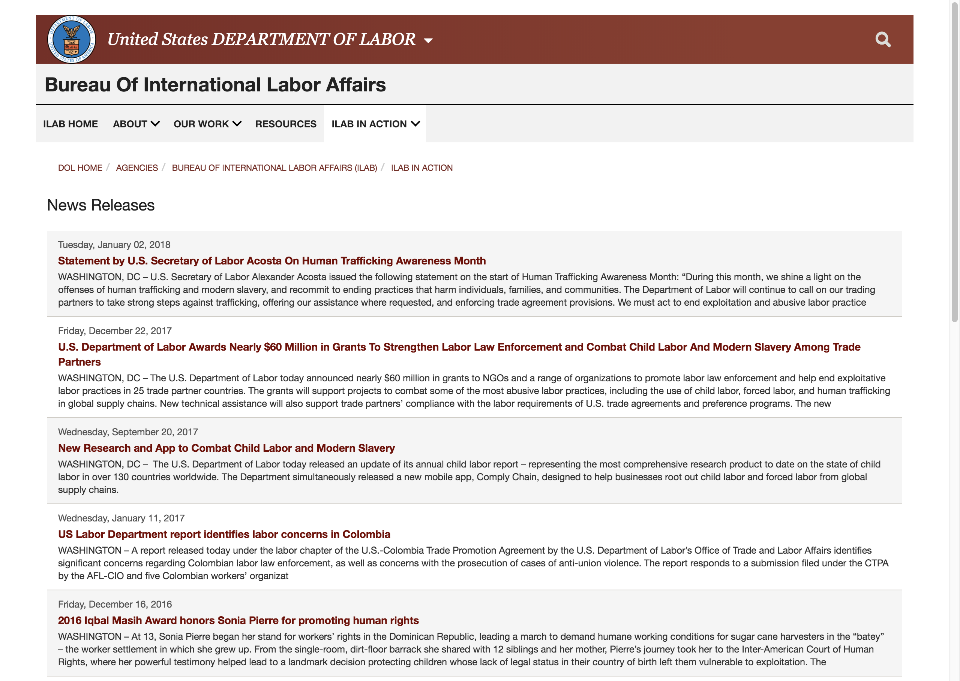 United States DEPARTMENT OF LABOR
Bureau Of International Labor Affairs
ILAB HOME ABOUT OUR WORK RESOURCES ILAB IN ACTION
DOL HOME / AGENCIES / BUREAU OF INTERNATIONAL LABOR AFFAIRS (ILAB) / ILAB IN ACTION
News Releases
Tuesday, January 02, 2018
Statement by U.S. Secretary of Labor Acosta On Human Trafficking Awareness Month
WASHINGTON, DC – U.S. Secretary of Labor Alexander Acosta issued the following statement on the start of Human Trafficking Awareness Month: “During this month, we shine a light on the
offenses of human trafficking and modern slavery, and recommit to ending practices that harm individuals, families, and communities. The Department of Labor will continue to call on our trading
partners to take strong steps against trafficking, offering our assistance where requested, and enforcing trade agreement provisions. We must act to end exploitation and abusive labor practice
Friday, December 22, 2017
U.S. Department of Labor Awards Nearly $60 Million in Grants To Strengthen Labor Law Enforcement and Combat Child Labor And Modern Slavery Among Trade
Partners
WASHINGTON, DC – The U.S. Department of Labor today announced nearly $60 million in grants to NGOs and a range of organizations to promote labor law enforcement and help end exploitative
labor practices in 25 trade partner countries. The grants will support projects to combat some of the most abusive labor practices, including the use of child labor, forced labor, and human trafficking
in global supply chains. New technical assistance will also support trade partners’ compliance with the labor requirements of U.S. trade agreements and preference programs. The new
Wednesday, September 20, 2017
New Research and App to Combat Child Labor and Modern Slavery
WASHINGTON, DC – The U.S. Department of Labor today released an update of its annual child labor report – representing the most comprehensive research product to date on the state of child
labor in over 130 countries worldwide. The Department simultaneously released a new mobile app, Comply Chain, designed to help businesses root out child labor and forced labor from global
supply chains.
Wednesday, January 11, 2017
US Labor Department report identifies labor concerns in Colombia
WASHINGTON – A report released today under the labor chapter of the U.S.-Colombia Trade Promotion Agreement by the U.S. Department of Labor’s Office of Trade and Labor Affairs identifies
significant concerns regarding Colombian labor law enforcement, as well as concerns with the prosecution of cases of anti-union violence. The report responds to a submission filed under the CTPA
by the AFL-CIO and five Colombian workers’ organizat
Friday, December 16, 2016
2016 Iqbal Masih Award honors Sonia Pierre for promoting human rights
WASHINGTON – At 13, Sonia Pierre began her stand for workers’ rights in the Dominican Republic, leading a march to demand humane working conditions for sugar cane harvesters in the “batey”
– the worker settlement in which she grew up. From the single-room, dirt-floor barrack she shared with 12 siblings and her mother, Pierre’s journey took her to the Inter-American Court of Human
Rights, where her powerful testimony helped lead to a landmark decision protecting children whose lack of legal status in their country of birth left them vulnerable to exploitation. The